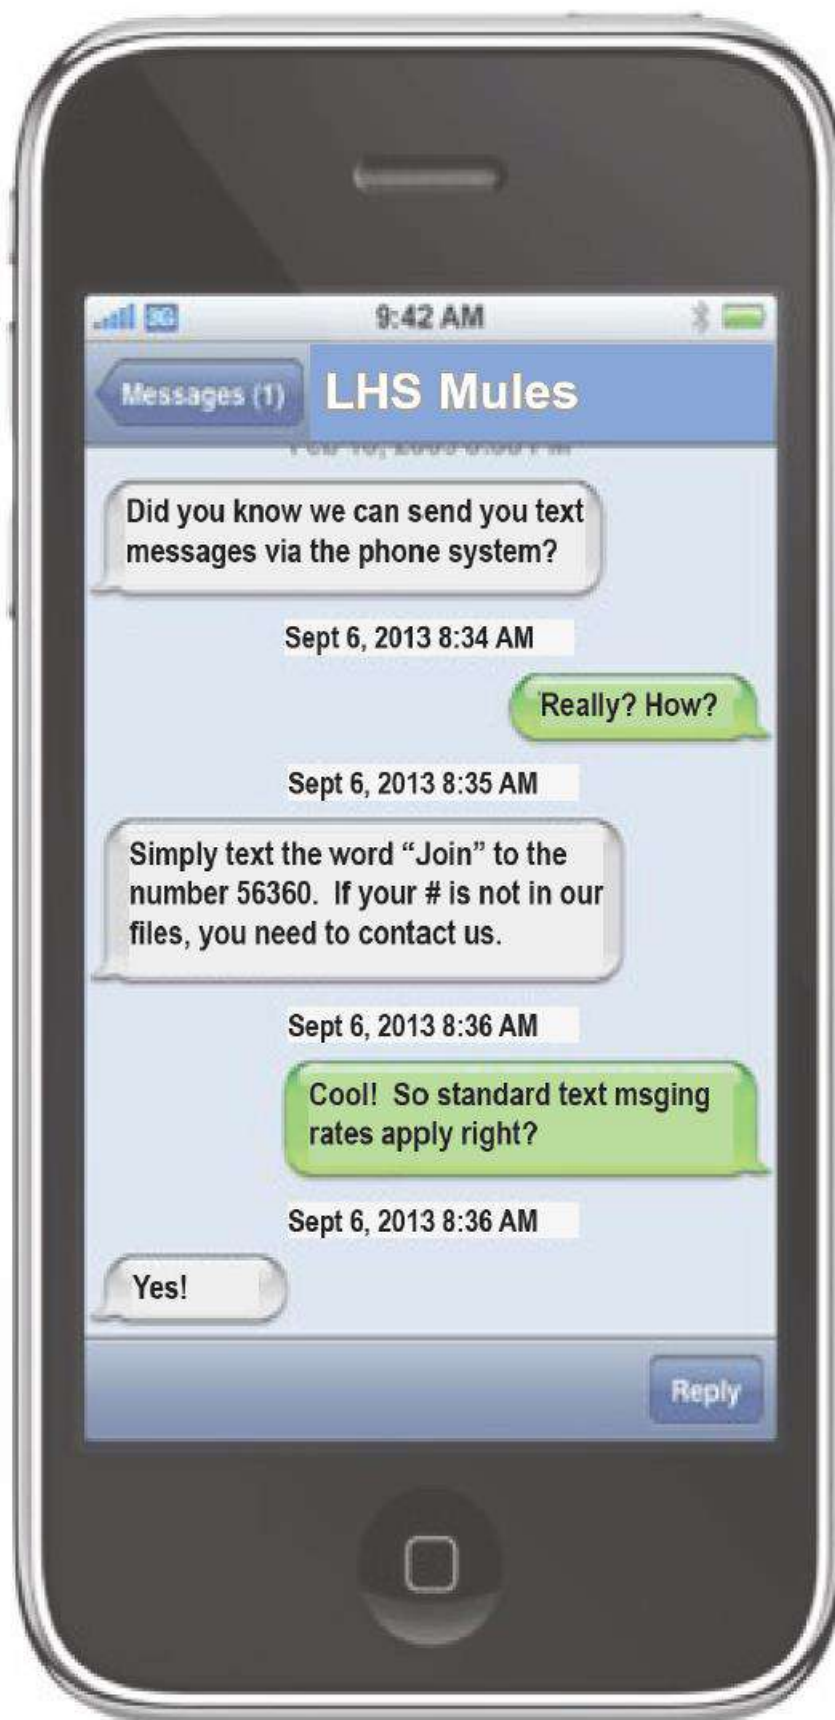 3G 9:42 AM
Messages (1) LHS Mules
Did you know we can send you text
messages via the phone system?
Sept 6, 2013 8:34 AM
Really? How?
Sept 6, 2013 8:35 AM
Simply text the word “Join” to the
number 56360.  If your # is not in our
files, you need to contact us.
Sept 6, 2013 8:36 AM
Cool!  So standard text msging
rates apply right?
Sept 6, 2013 8:36 AM
Yes!
Reply